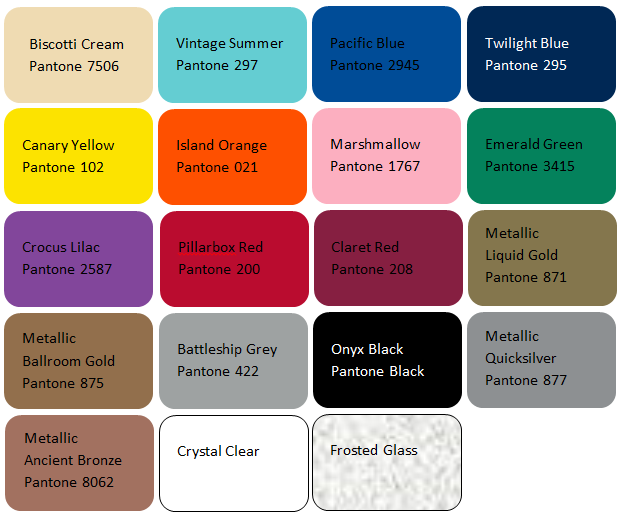 Biscotti Cream
Pantone 7506
Vintage Summer
Pantone 297
Pacific Blue
Pantone 2945
Twilight Blue
Pantone 295
Canary Yellow
Pantone 102
Island Orange
Pantone 021
Marshmallow
Pantone 1767
Emerald Green
Pantone 3415
Crocus Lilac
Pantone 2587
Pillarbox Red
Pantone 200
Claret Red
Pantone 208
Metallic
Liquid Gold
Pantone 871
Metallic
Ballroom Gold
Pantone 875
Battleship Grey
Pantone 422
Onyx Black
Pantone Black
Metallic
Quicksilver
Pantone 877
Metallic
Ancient Bronze
Pantone 8062
Crystal Clear
Frosted Glass